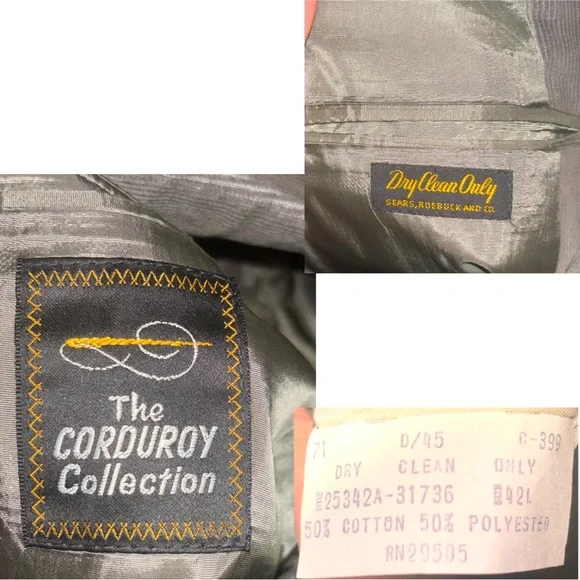 Dry Clean Only
SEARS, ROEBUCK AND CO.
The
CORDUROY
Collection
71 D/45 C-399
DRY CLEAN ONLY
25342A-31736 42L
50% COTTON 50% POLYESTER
RN29505